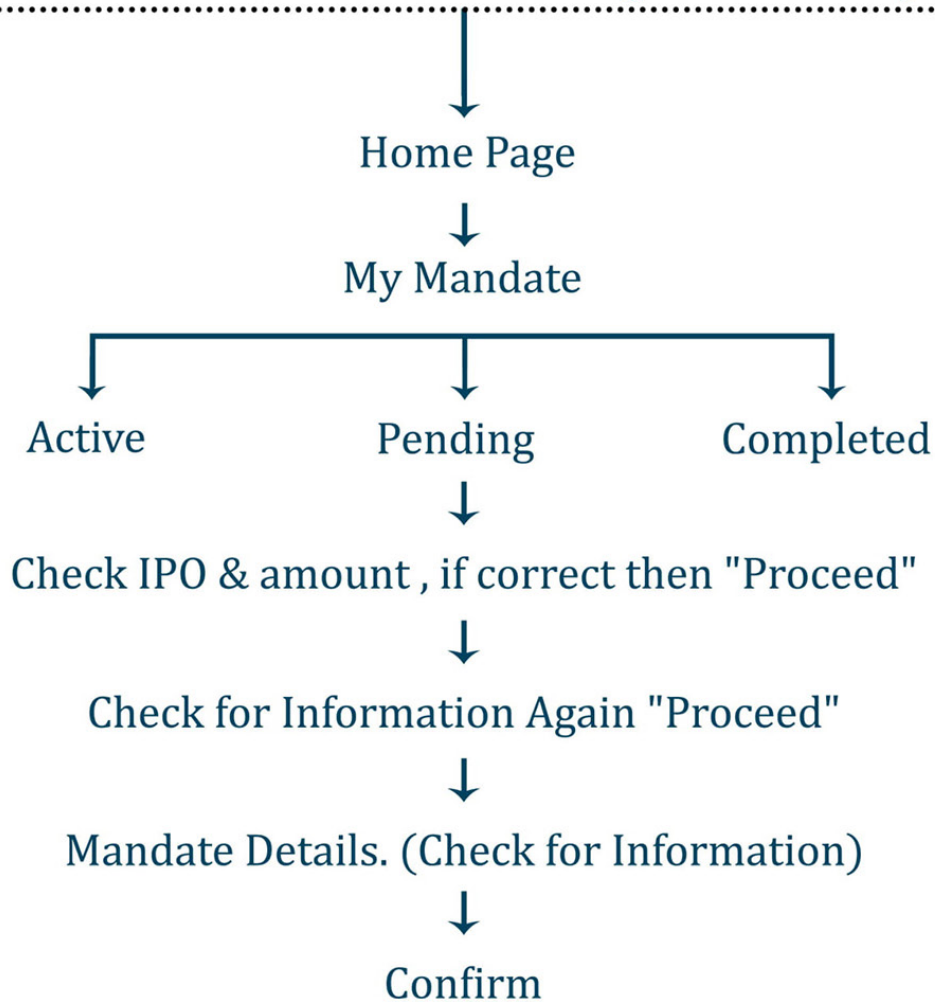 Home Page
My Mandate
Active Pending Completed
Check IPO & amount , if correct then "Proceed"
Check for Information Again "Proceed"
Mandate Details. (Check for Information)
Confirm